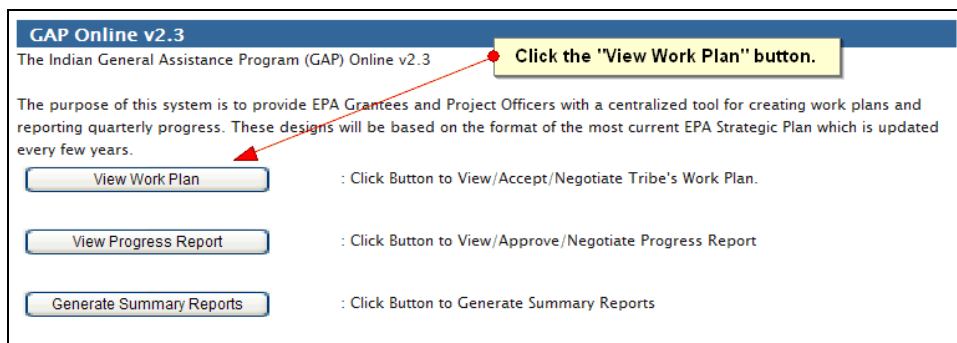 GAP Online v2.3
The Indian General Assistance Program (GAP) Online v2.3
Click the "View Work Plan" button.
The purpose of this system is to provide EPA Grantees and Project Officers with a centralized tool for creating work plans and
reporting quarterly progress. These designs will be based on the format of the most current EPA Strategic Plan which is updated
every few years.
View Work Plan : Click Button to View/Accept/Negotiate Tribe's Work Plan.
View Progress Report : Click Button to View/Approve/Negotiate Progress Report
Generate Summary Reports : Click Button to Generate Summary Reports